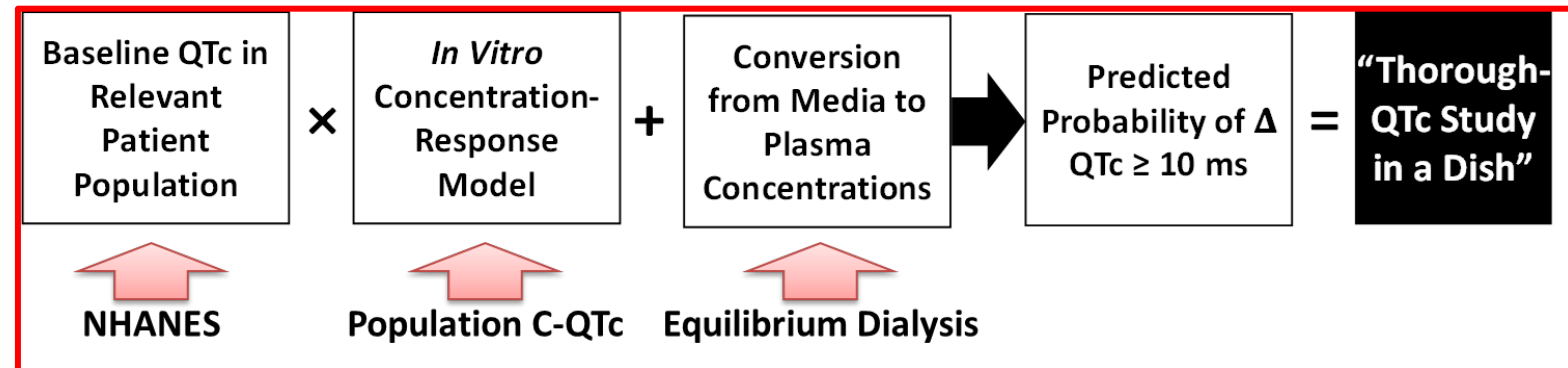 Baseline QTc in
Relevant
Patient
Population
×
In Vitro
Concentration-
Response
Model
+
Conversion
from Media to
Plasma
Concentrations
Predicted
Probability of Δ
QTc ≥ 10 ms
=
“Thorough-
QTc Study
in a Dish”
NHANES
Population C-QTc
Equilibrium Dialysis